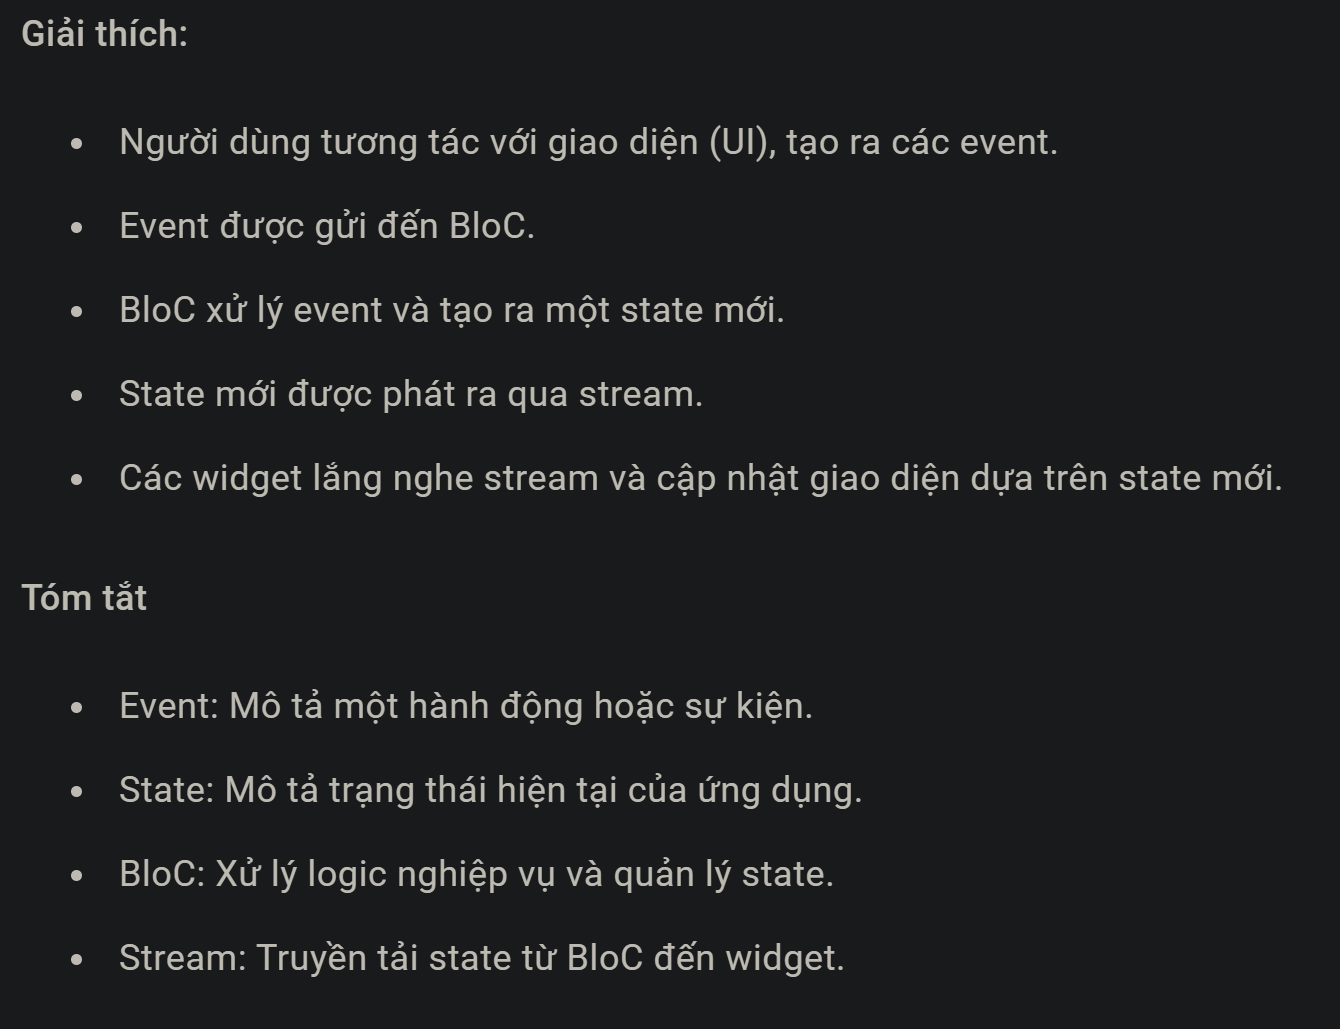 Giải thích:
• Người dùng tương tác với giao diện (UI), tạo ra các event.
• Event được gửi đến BloC.
• BloC xử lý event và tạo ra một state mới.
• State mới được phát ra qua stream.
• Các widget lắng nghe stream và cập nhật giao diện dựa trên state mới.
Tóm tắt
• Event: Mô tả một hành động hoặc sự kiện.
• State: Mô tả trạng thái hiện tại của ứng dụng.
• BloC: Xử lý logic nghiệp vụ và quản lý state.
• Stream: Truyền tải state từ BloC đến widget.